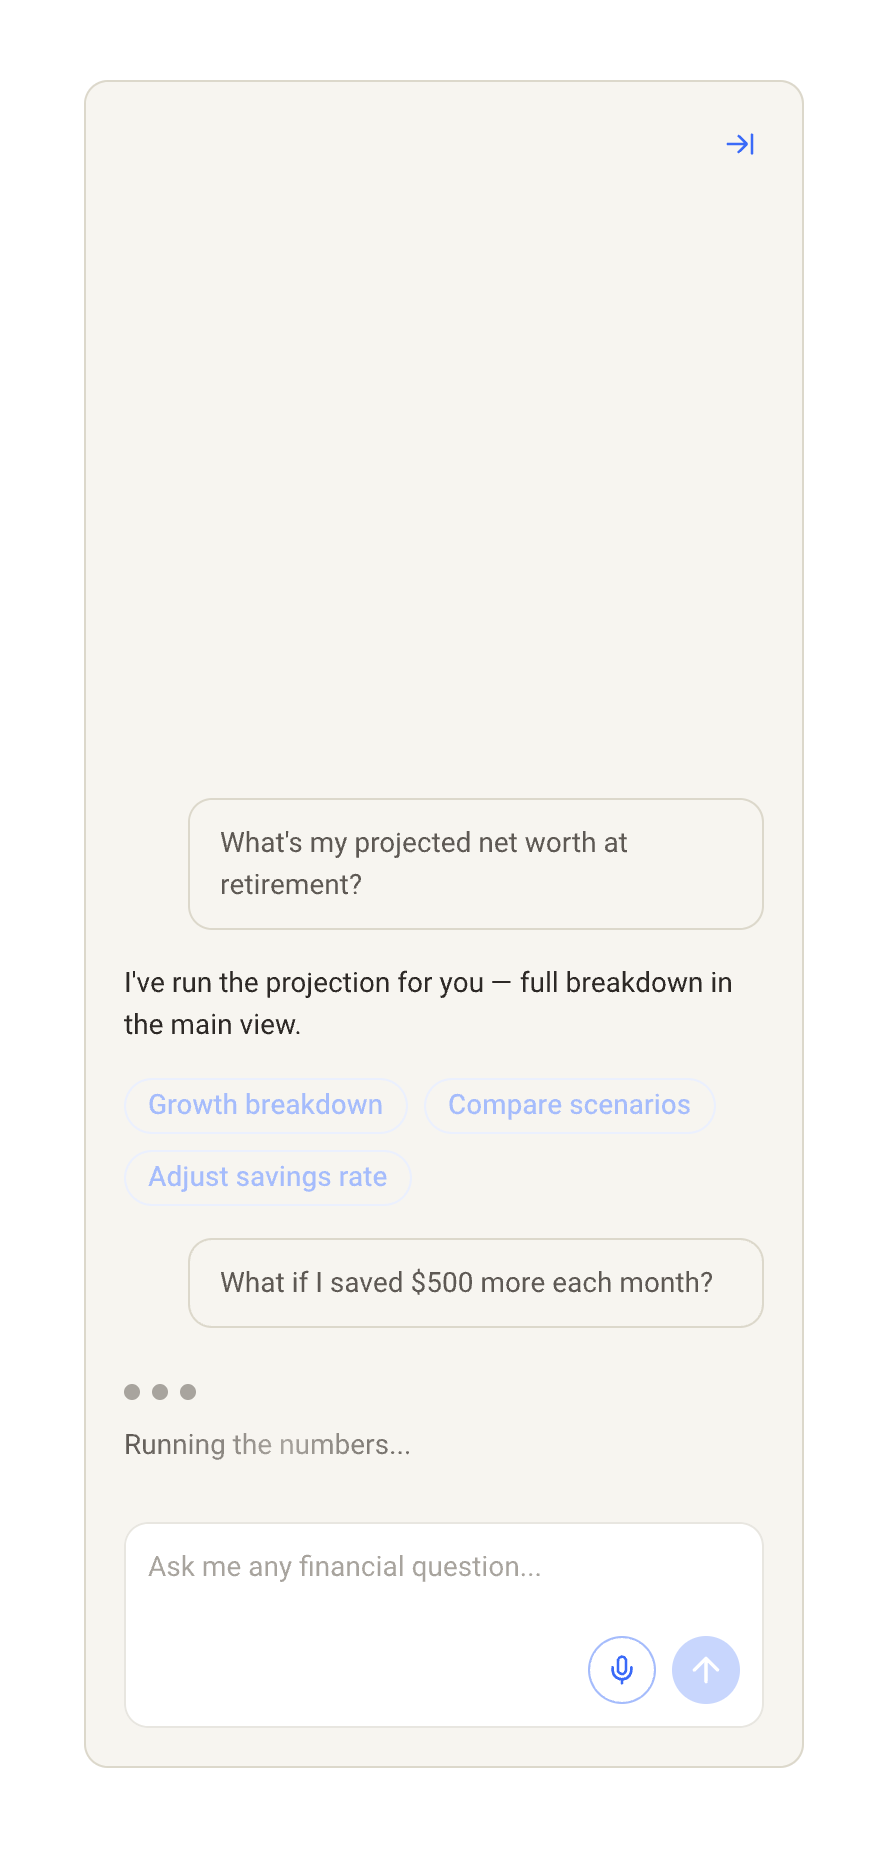 What's my projected net worth at
retirement?
I've run the projection for you — full breakdown in
the main view.
Growth breakdown
Compare scenarios
Adjust savings rate
What if I saved $500 more each month?
Running the numbers...
Ask me any financial question...